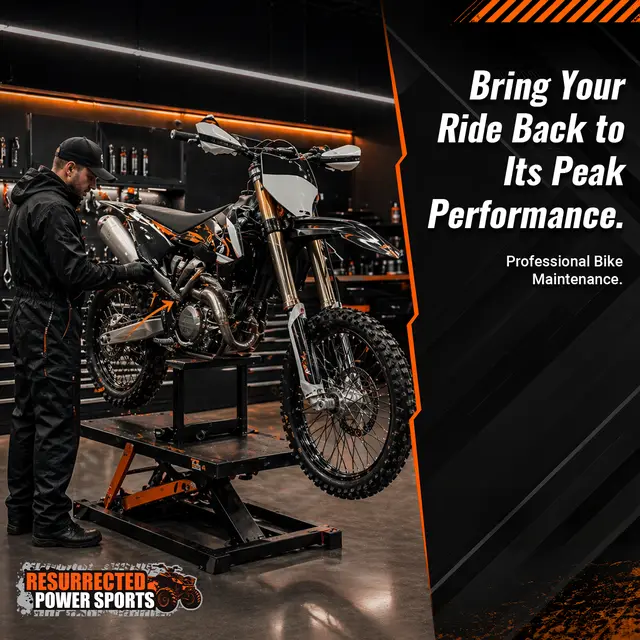 Bring Your
Ride Back to
Its Peak
Performance.
Professional Bike
Maintenance.
RESURRECTED
POWER SPORTS